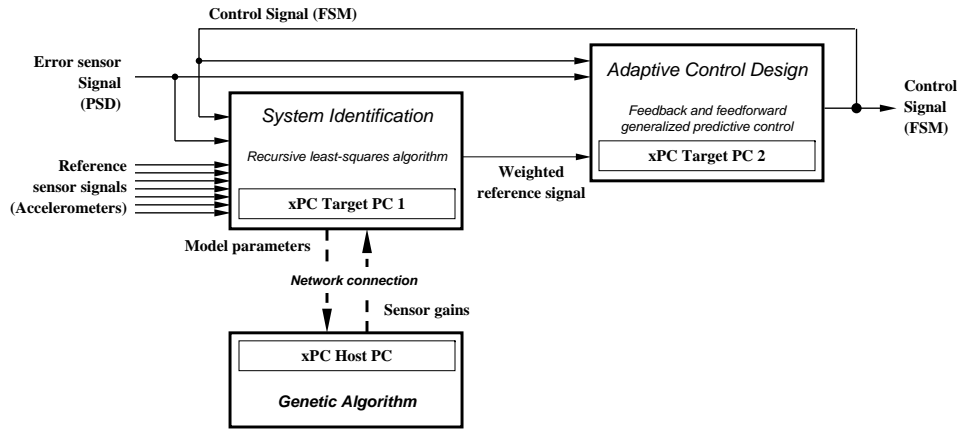 Control Signal (FSM)
Error sensor
Signal
(PSD)
Adaptive Control Design
Feedback and feedforward
generalized predictive control
xPC Target PC 2
Control
Signal
(FSM)
System Identification
Recursive least-squares algorithm
xPC Target PC 1
Reference
sensor signals
(Accelerometers)
Weighted
reference signal
Model parameters
Network connection
Sensor gains
xPC Host PC
Genetic Algorithm